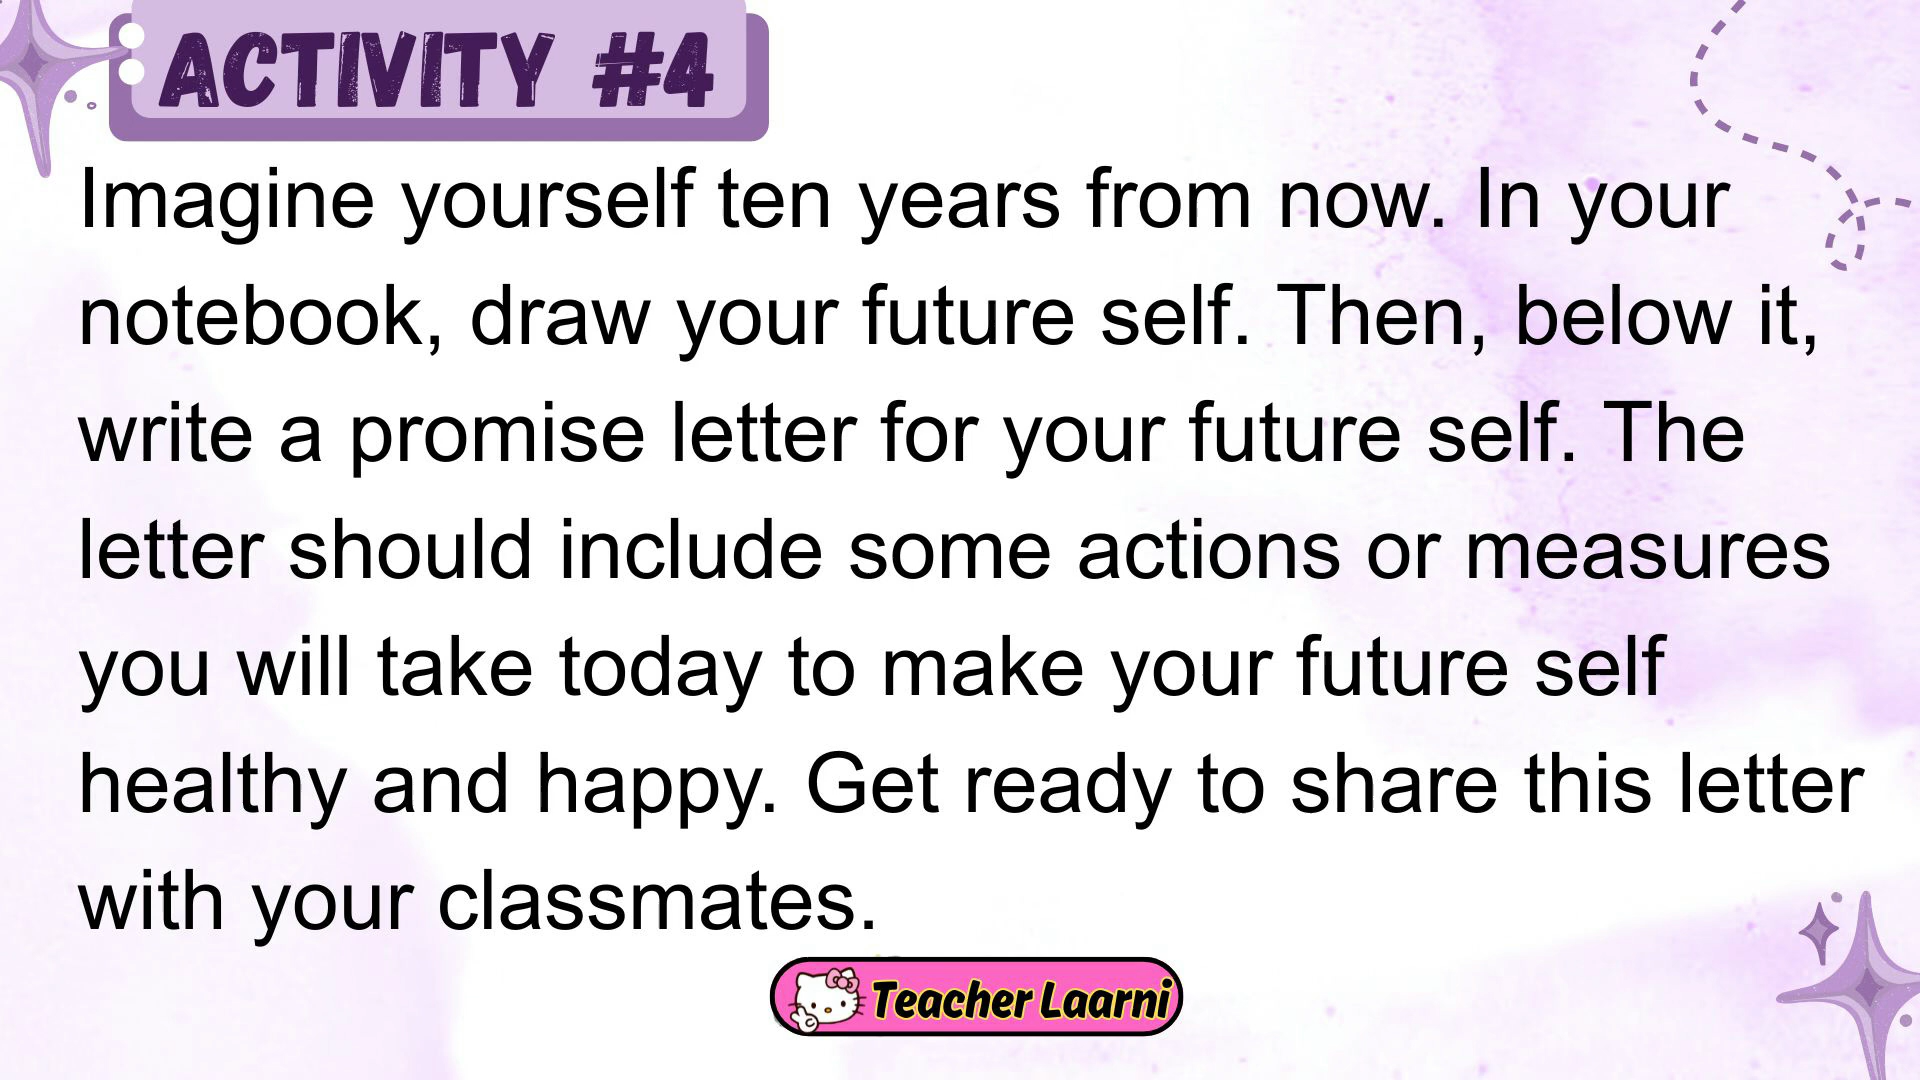 ACTIVITY #4
Imagine yourself ten years from now. In your
notebook, draw your future self. Then, below it,
write a promise letter for your future self. The
letter should include some actions or measures
you will take today to make your future self
healthy and happy. Get ready to share this letter
with your classmates.
Teacher Laarni